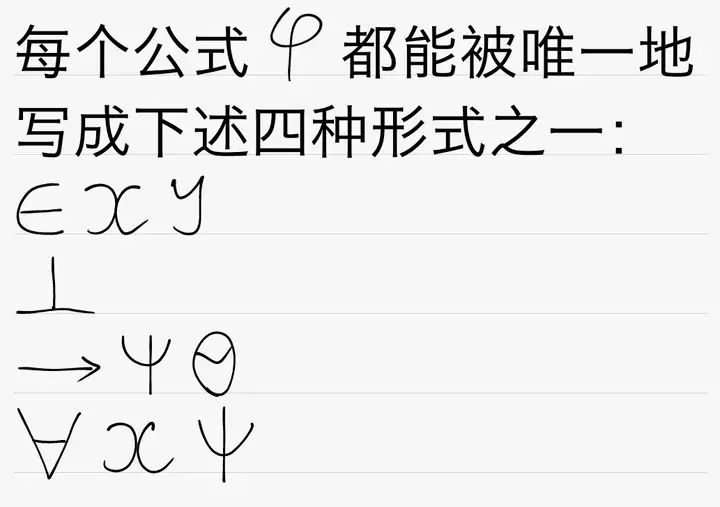 每个公式 φ 都能被唯一地
写成下述四种形式之一：
∈ x y
⊥
→ ψ θ
∀ x ψ